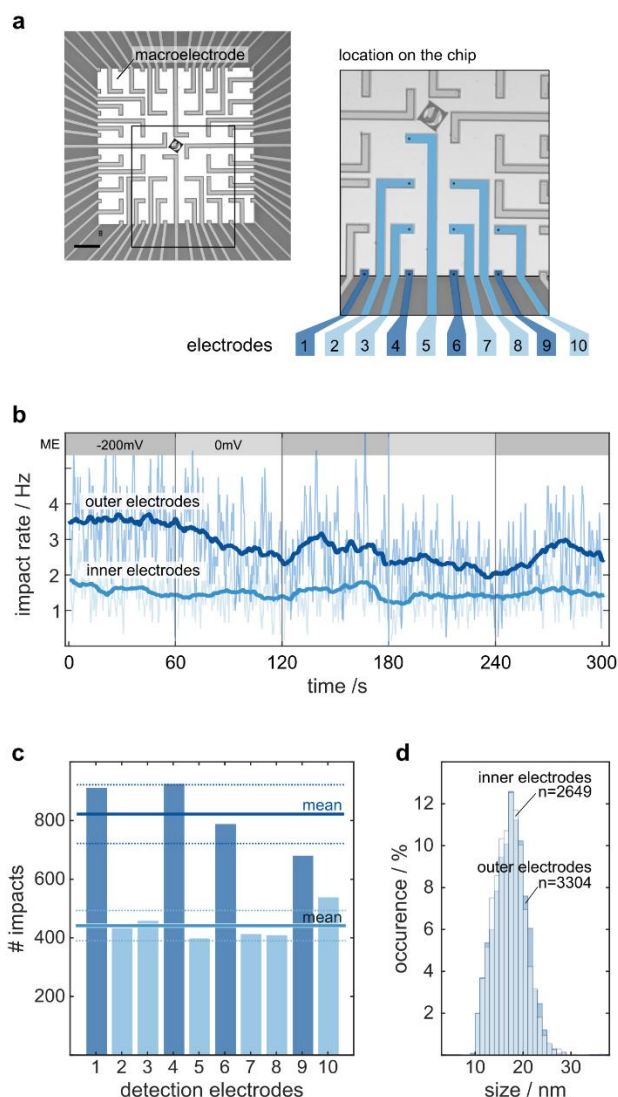 a
macroelectrode
location on the chip
electrodes
1 2 3 4 5 6 7 8 9 10
b
ME -200mV 0mV
impact rate / Hz
4
3
2
1
outer electrodes
inner electrodes
0 60 120 180 240 300
time /s
c
# impacts
800
600
400
200
mean
mean
1 2 3 4 5 6 7 8 9 10
detection electrodes
d
occurence / %
12
10
8
6
4
2
inner electrodes
n=2649
outer electrodes
n=3304
0 10 20 30
size / nm